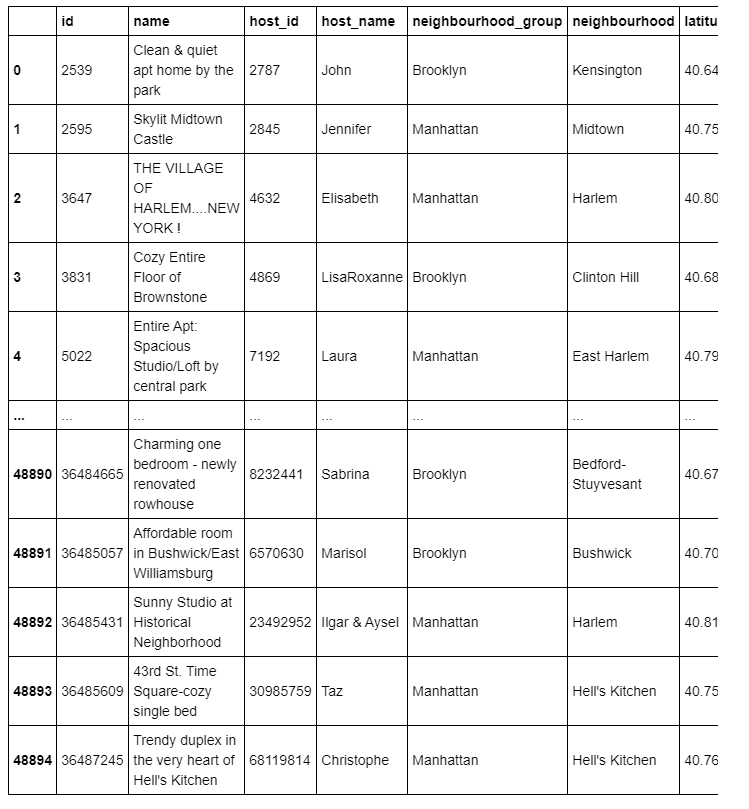 id name host_id host_name neighbourhood_group neighbourhood latitu
0 2539 Clean & quiet apt home by the park 2787 John Brooklyn Kensington 40.64
1 2595 Skylit Midtown Castle 2845 Jennifer Manhattan Midtown 40.75
2 3647 THE VILLAGE OF HARLEM....NEW YORK ! 4632 Elisabeth Manhattan Harlem 40.80
3 3831 Cozy Entire Floor of Brownstone 4869 LisaRoxanne Brooklyn Clinton Hill 40.68
4 5022 Entire Apt: Spacious Studio/Loft by central park 7192 Laura Manhattan East Harlem 40.79
... ... ... ... ... ... ... ...
48890 36484665 Charming one bedroom - newly renovated rowhouse 8232441 Sabrina Brooklyn Bedford-Stuyvesant 40.67
48891 36485057 Affordable room in Bushwick/East Williamsburg 6570630 Marisol Brooklyn Bushwick 40.70
48892 36485431 Sunny Studio at Historical Neighborhood 23492952 Ilgar & Aysel Manhattan Harlem 40.81
48893 36485609 43rd St. Time Square-cozy single bed 30985759 Taz Manhattan Hell's Kitchen 40.75
48894 36487245 Trendy duplex in the very heart of Hell's Kitchen 68119814 Christophe Manhattan Hell's Kitchen 40.76